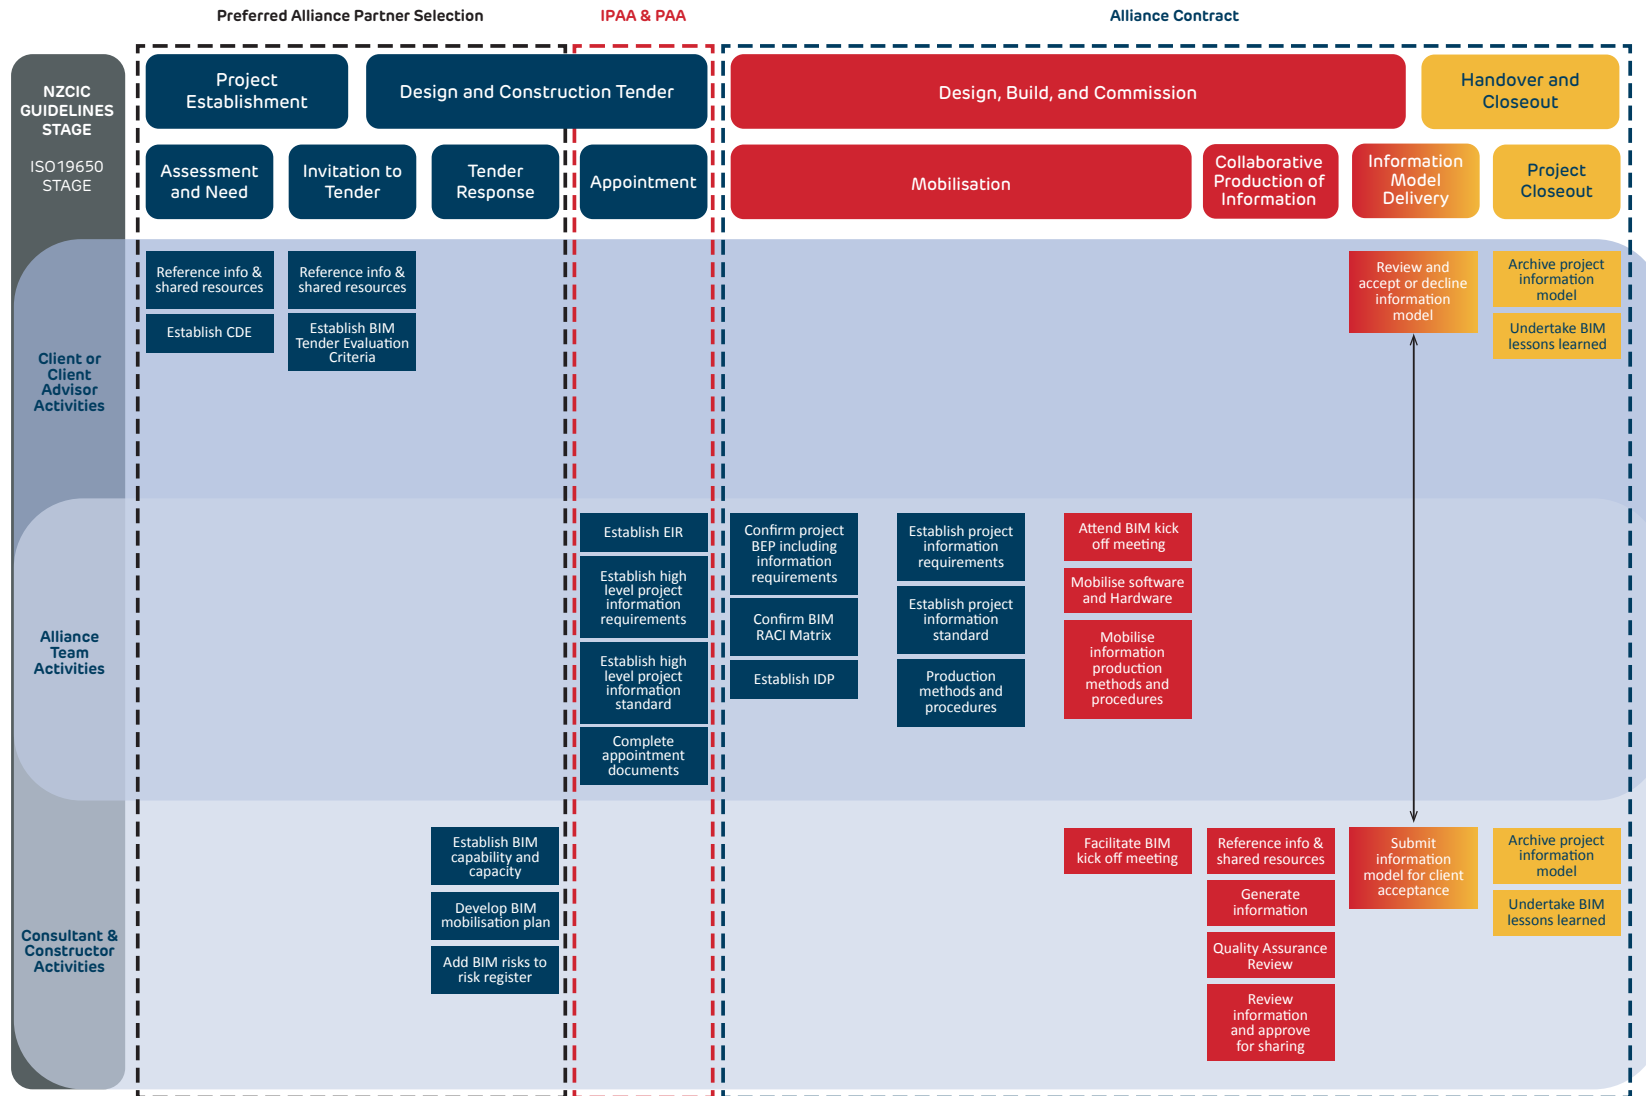 Preferred Alliance Partner Selection
IPAA & PAA
Alliance Contract
NZCIC
GUIDELINES
STAGE
ISO19650
STAGE
Project
Establishment
Design and Construction Tender
Design, Build, and Commission
Handover and
Closeout
Assessment
and Need
Invitation to
Tender
Tender
Response
Appointment
Mobilisation
Collaborative
Production of
Information
Information
Model
Delivery
Project
Closeout
Client or
Client
Advisor
Activities
Reference info &
shared resources
Establish CDE
Reference info &
shared resources
Establish BIM
Tender Evaluation
Criteria
Review and
accept or decline
information
model
Archive project
information
model
Undertake BIM
lessons learned
Alliance
Team
Activities
Establish EIR
Establish high
level project
information
requirements
Establish high
level project
information
standard
Complete
appointment
documents
Confirm project
BEP including
information
requirements
Confirm BIM
RACI Matrix
Establish IDP
Establish project
information
requirements
Establish project
information
standard
Production
methods and
procedures
Attend BIM kick
off meeting
Mobilise software
and Hardware
Mobilise
information
production
methods and
procedures
Consultant &
Constructor
Activities
Establish BIM
capability and
capacity
Develop BIM
mobilisation plan
Add BIM risks to
risk register
Facilitate BIM
kick off meeting
Reference info &
shared resources
Generate
information
Quality Assurance
Review
Review
information
and approve
for sharing
Submit
information
model for client
acceptance
Archive project
information
model
Undertake BIM
lessons learned